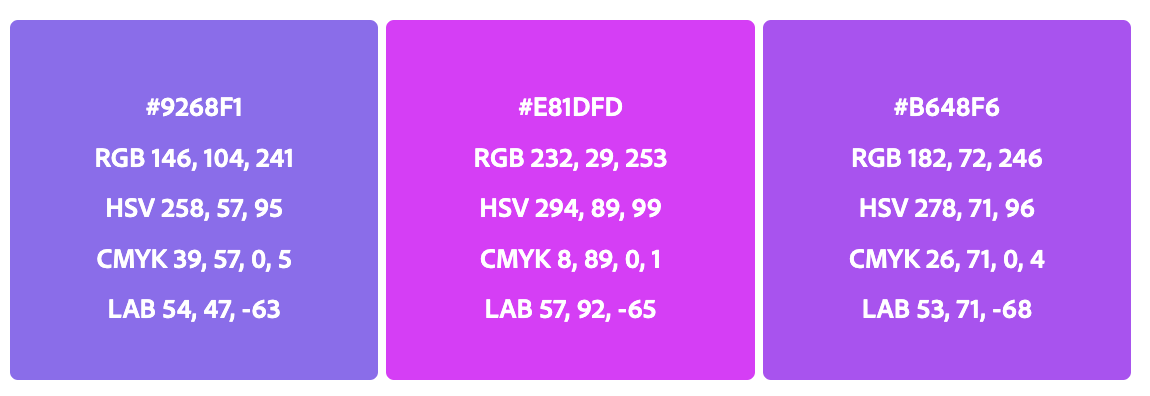 #9268F1
RGB 146, 104, 241
HSV 258, 57, 95
CMYK 39, 57, 0, 5
LAB 54, 47, -63
#E81DFD
RGB 232, 29, 253
HSV 294, 89, 99
CMYK 8, 89, 0, 1
LAB 57, 92, -65
#B648F6
RGB 182, 72, 246
HSV 278, 71, 96
CMYK 26, 71, 0, 4
LAB 53, 71, -68